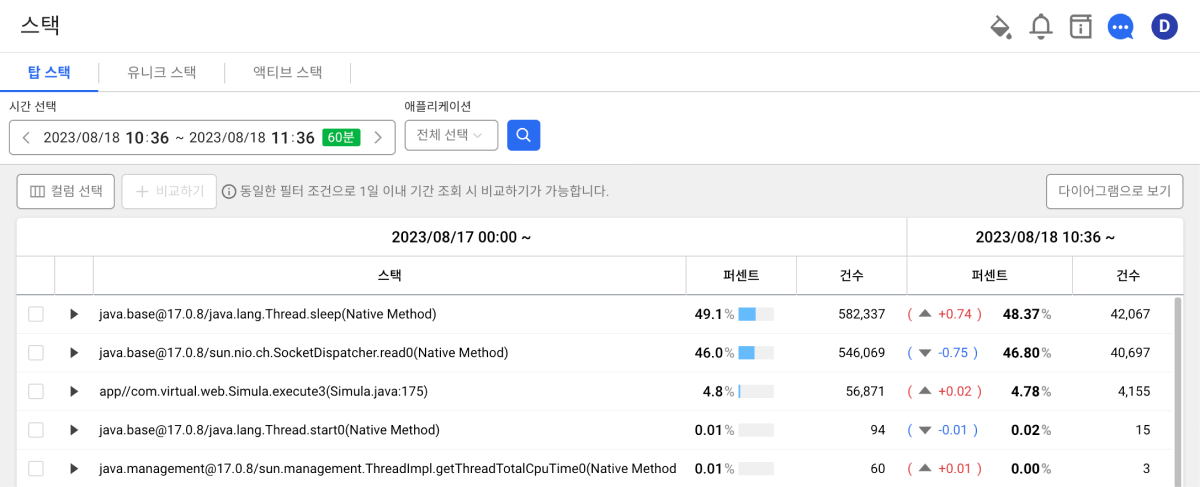 스택
D
탑 스택 유니크 스택 액티브 스택
시간 선택 애플리케이션
2023/08/18 10:36 ~ 2023/08/18 11:36 60분 전체 선택
컬럼 선택 + 비교하기 동일한 필터 조건으로 1일 이내 기간 조회 시 비교하기가 가능합니다. 다이어그램으로 보기
2023/08/17 00:00 ~ 2023/08/18 10:36 ~
스택 퍼센트 건수 퍼센트 건수
java.base@17.0.8/java.lang.Thread.sleep(Native Method) 49.1% 582,337 ( ▲ +0.74 ) 48.37% 42,067
java.base@17.0.8/sun.nio.ch.SocketDispatcher.read0(Native Method) 46.0% 546,069 ( ▼ -0.75 ) 46.80% 40,697
app//com.virtual.web.Simula.execute3(Simula.java:175) 4.8% 56,871 ( ▲ +0.02 ) 4.78% 4,155
java.base@17.0.8/java.lang.Thread.start0(Native Method) 0.01% 94 ( ▼ -0.01 ) 0.02% 15
java.management@17.0.8/sun.management.ThreadImpl.getThreadTotalCpuTime0(Native Method 0.01% 60 ( ▲ +0.01 ) 0.00% 3